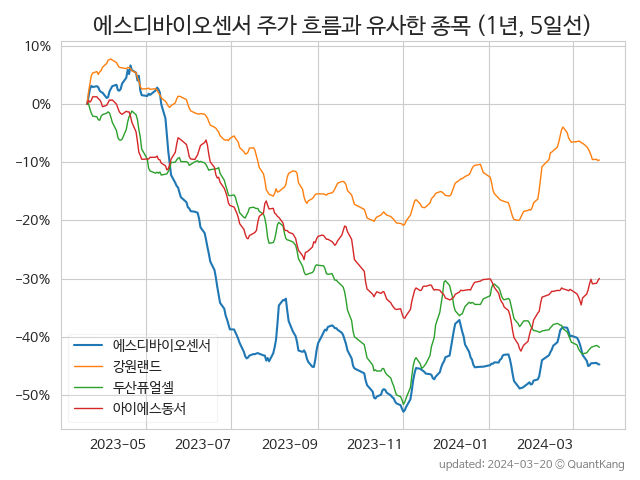 에스디바이오센서 주가 흐름과 유사한 종목 (1년, 5일선)
10%
0%
−10%
−20%
−30%
−40%
−50%
에스디바이오센서
강원랜드
두산퓨얼셀
아이에스동서
2023-05 2023-07 2023-09 2023-11 2024-01 2024-03
updated: 2024-03-20 © QuantKang